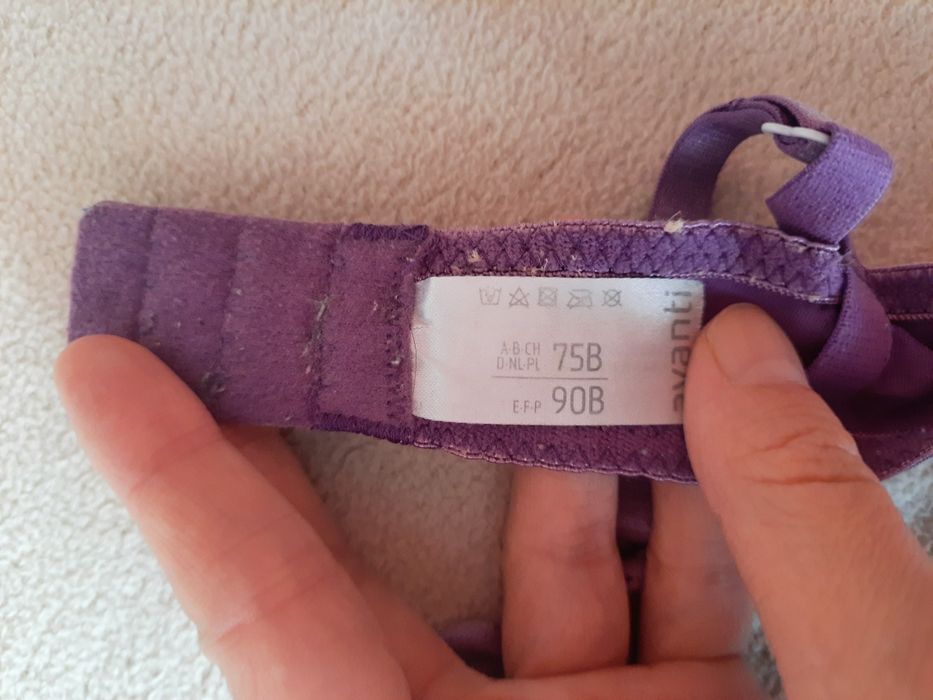 A·B·CH
D·NL·PL 75B
E·F·P 90B
avanti